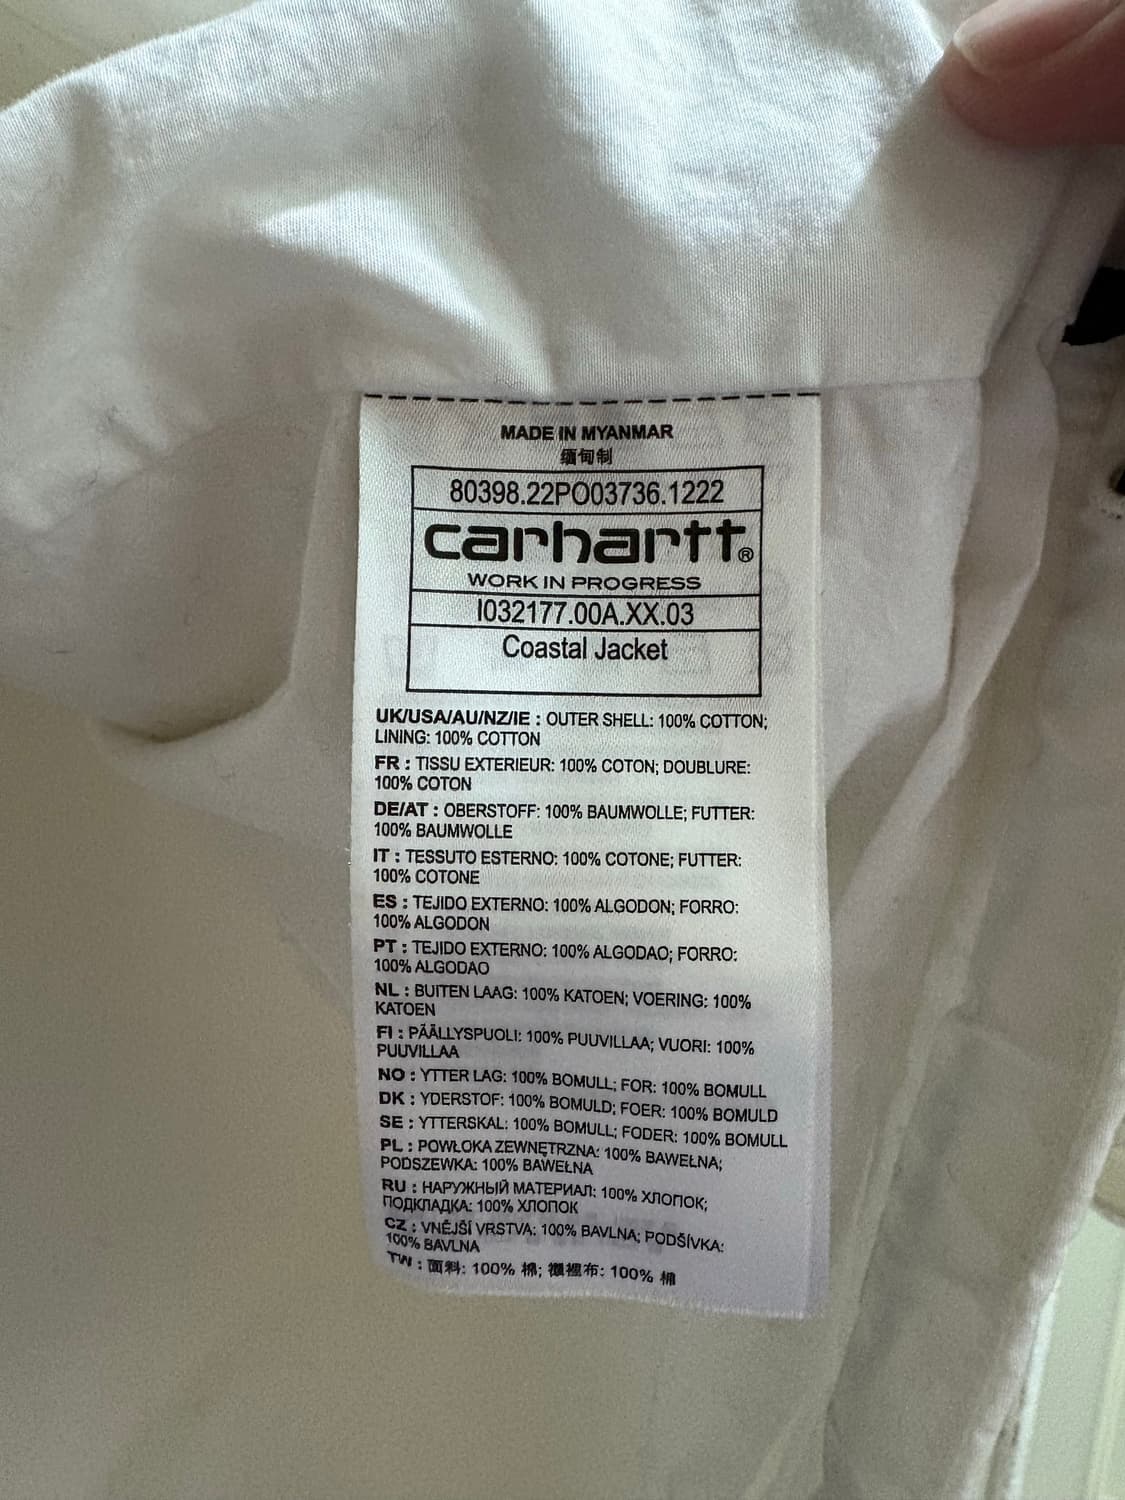 MADE IN MYANMAR
缅甸制
80398.22PO03736.1222
carhartt®
WORK IN PROGRESS
I032177.00A.XX.03
Coastal Jacket
UK/USA/AU/NZ/IE : OUTER SHELL: 100% COTTON;
LINING: 100% COTTON
FR : TISSU EXTERIEUR: 100% COTON; DOUBLURE:
100% COTON
DE/AT : OBERSTOFF: 100% BAUMWOLLE; FUTTER:
100% BAUMWOLLE
IT : TESSUTO ESTERNO: 100% COTONE; FUTTER:
100% COTONE
ES : TEJIDO EXTERNO: 100% ALGODON; FORRO:
100% ALGODON
PT : TEJIDO EXTERNO: 100% ALGODAO; FORRO:
100% ALGODAO
NL : BUITEN LAAG: 100% KATOEN; VOERING: 100%
KATOEN
FI : PÄÄLLYSPUOLI: 100% PUUVILLAA; VUORI: 100%
PUUVILLAA
NO : YTTER LAG: 100% BOMULL; FOR: 100% BOMULL
DK : YDERSTOF: 100% BOMULD; FOER: 100% BOMULD
SE : YTTERSKAL: 100% BOMULL; FODER: 100% BOMULL
PL : POWŁOKA ZEWNĘTRZNA: 100% BAWEŁNA;
PODSZEWKA: 100% BAWEŁNA
RU : НАРУЖНЫЙ МАТЕРИАЛ: 100% ХЛОПОК;
ПОДКЛАДКА: 100% ХЛОПОК
CZ : VNĚJŠÍ VRSTVA: 100% BAVLNA; PODŠÍVKA:
100% BAVLNA
TW : 面料: 100% 棉; 襯裡布: 100% 棉